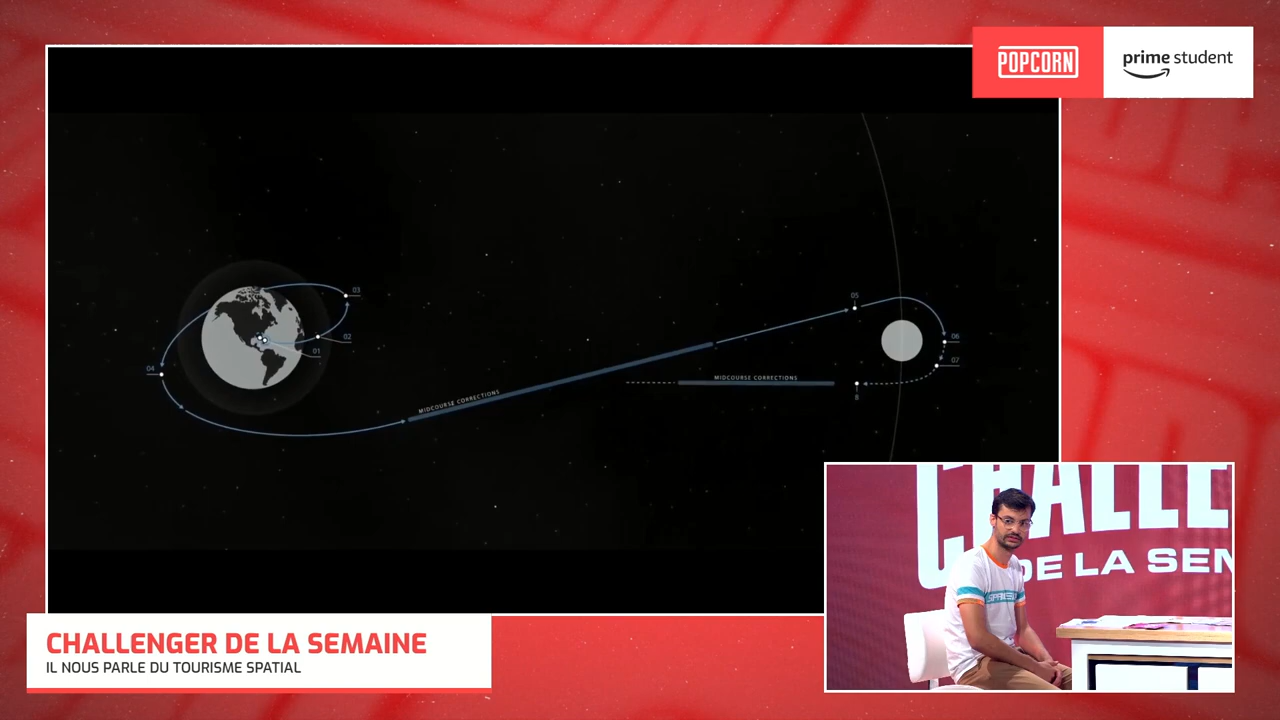 POPCORN
prime student
03
02
01
04
MIDCOURSE CORRECTIONS
05
06
07
MIDCOURSE CORRECTIONS
8
CHALLE
DE LA SEM
CHALLENGER DE LA SEMAINE
IL NOUS PARLE DU TOURISME SPATIAL